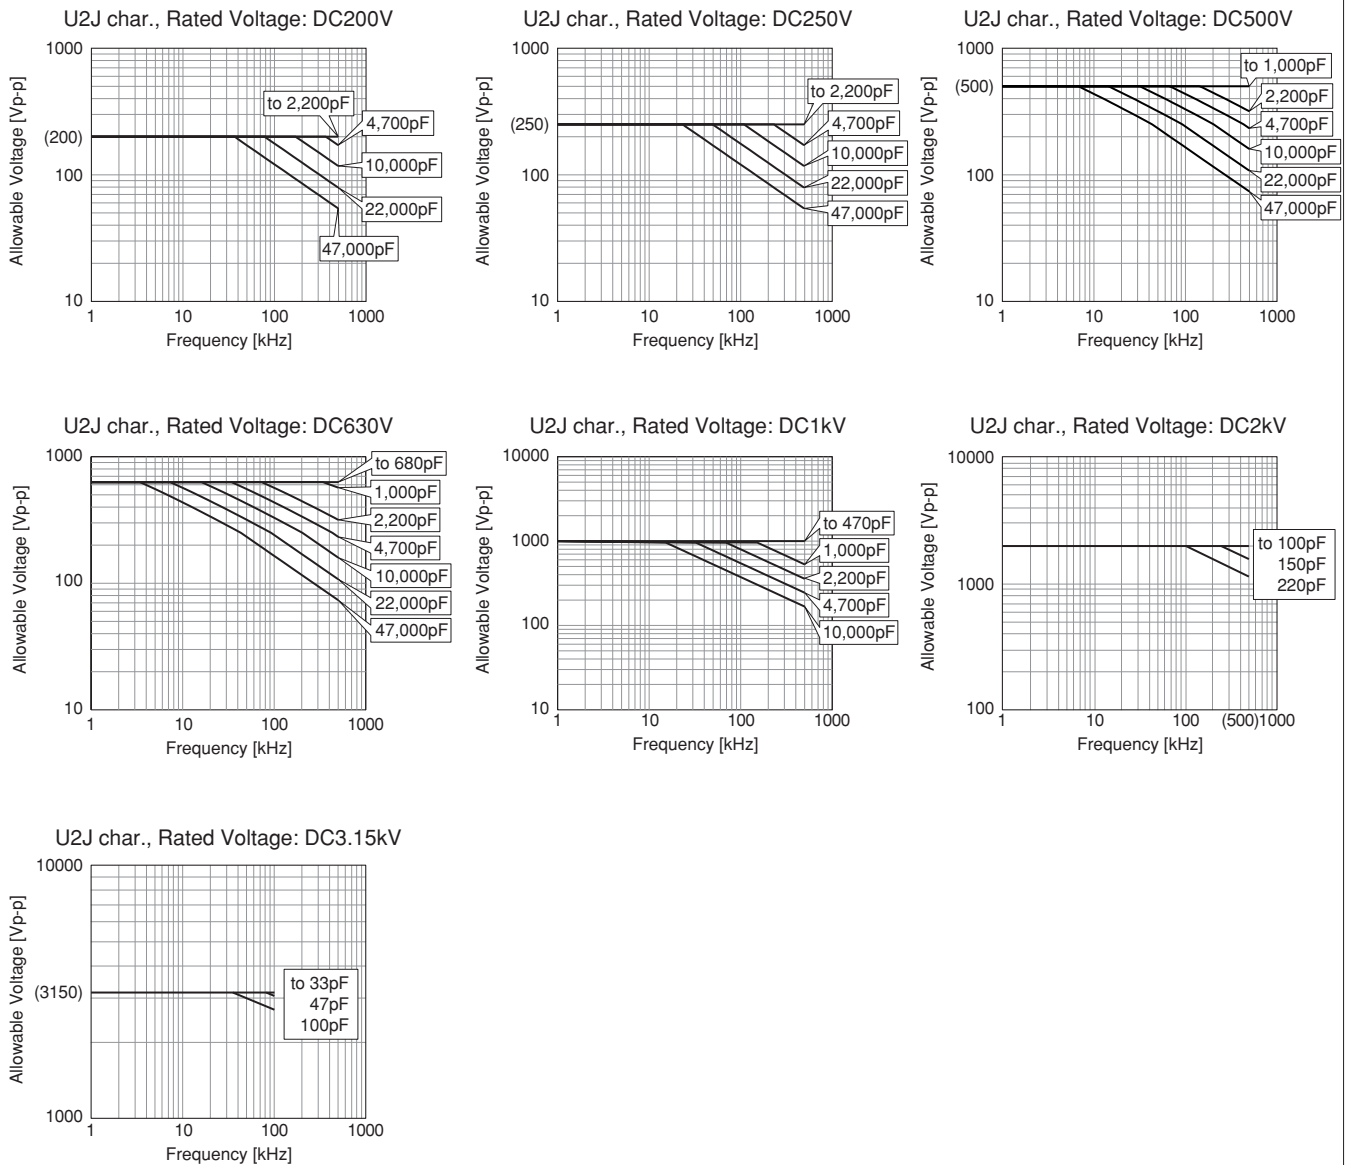 U2J char., Rated Voltage: DC200V
Allowable Voltage [Vp-p]
1000
(200)
100
10
to 2,200pF
4,700pF
10,000pF
22,000pF
47,000pF
1 10 100 1000
Frequency [kHz]
U2J char., Rated Voltage: DC250V
Allowable Voltage [Vp-p]
1000
(250)
100
10
to 2,200pF
4,700pF
10,000pF
22,000pF
47,000pF
1 10 100 1000
Frequency [kHz]
U2J char., Rated Voltage: DC500V
Allowable Voltage [Vp-p]
1000
(500)
100
10
to 1,000pF
2,200pF
4,700pF
10,000pF
22,000pF
47,000pF
1 10 100 1000
Frequency [kHz]
U2J char., Rated Voltage: DC630V
Allowable Voltage [Vp-p]
1000
100
10
to 680pF
1,000pF
2,200pF
4,700pF
10,000pF
22,000pF
47,000pF
1 10 100 1000
Frequency [kHz]
U2J char., Rated Voltage: DC1kV
Allowable Voltage [Vp-p]
10000
1000
100
10
to 470pF
1,000pF
2,200pF
4,700pF
10,000pF
1 10 100 1000
Frequency [kHz]
U2J char., Rated Voltage: DC2kV
Allowable Voltage [Vp-p]
10000
1000
100
to 100pF
150pF
220pF
1 10 100 (500)1000
Frequency [kHz]
U2J char., Rated Voltage: DC3.15kV
Allowable Voltage [Vp-p]
10000
(3150)
1000
to 33pF
47pF
100pF
1 10 100 1000
Frequency [kHz]